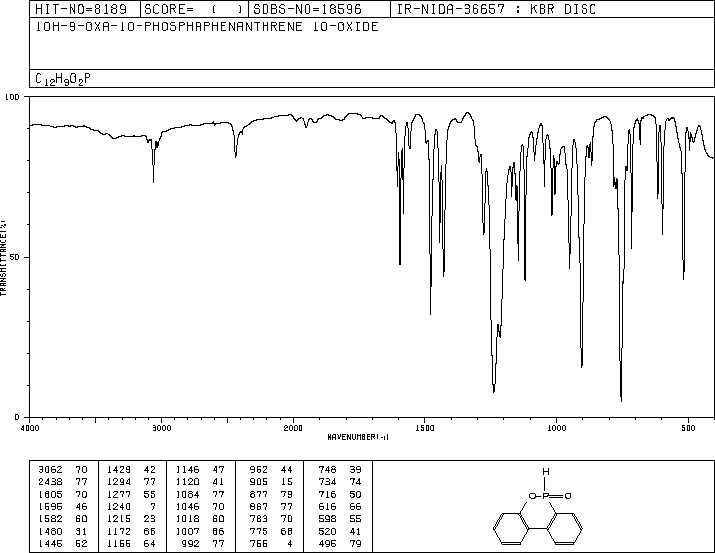 HIT-NO=8189 SCORE= ( ) SDBS-NO=18596 IR-NIDA-36657 : KBR DISC
10H-9-OXA-10-PHOSPHAPHENANTHRENE 10-OXIDE
C12H9O2P
100
50
0
TRANSMITTANCE(%)
4000 3000 2000 1500 1000 500
WAVENUMBER(-1)
3062 70 1429 42 1146 47 952 44 748 39
2438 77 1294 77 1120 41 905 15 734 74
1605 70 1277 55 1084 77 877 79 716 50
1595 46 1240 7 1046 70 867 77 616 66
1582 60 1215 23 1018 60 783 70 598 55
1480 31 1172 66 1007 66 775 68 520 41
1446 52 1156 64 992 77 756 4 495 79
H
O P O